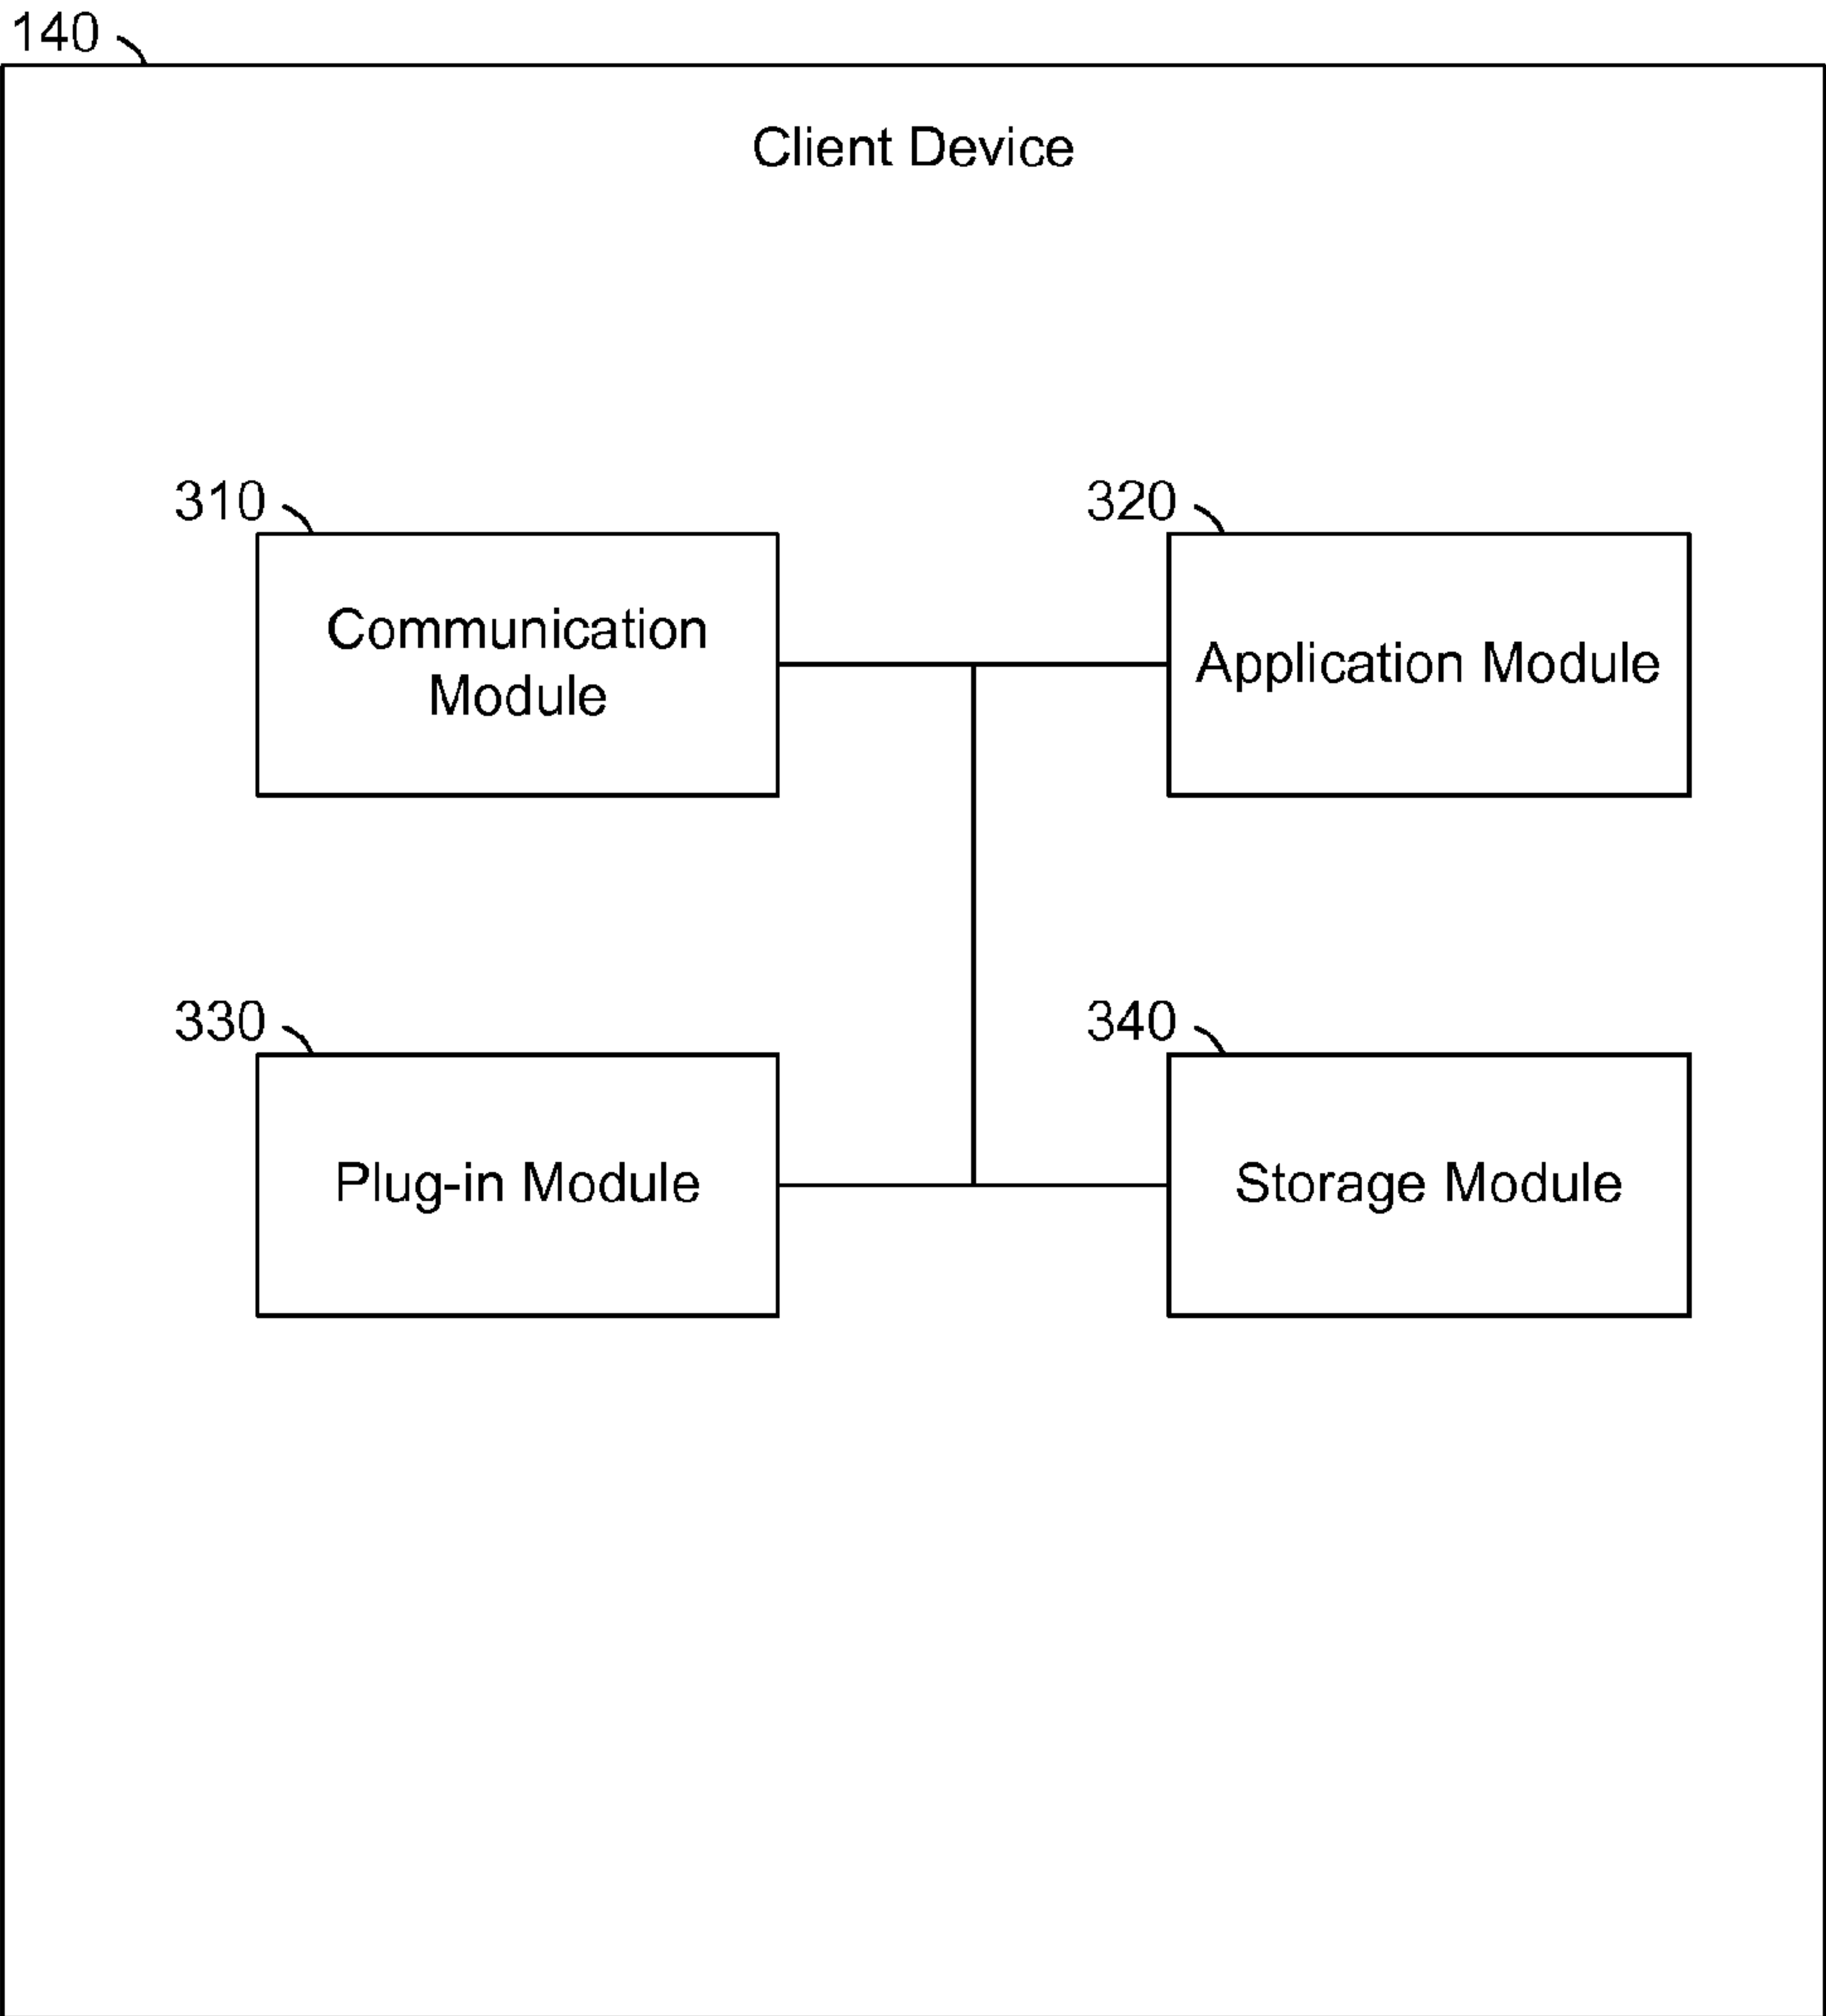 140
Client Device
310
320
Communication
Module
Application Module
330
340
Plug-in Module
Storage Module